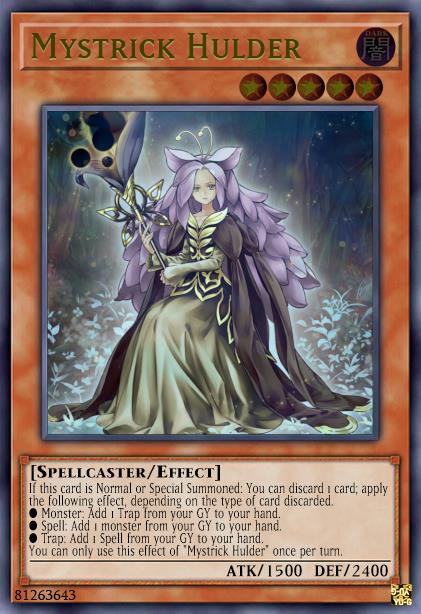 Mystrick Hulder
DARK
闇
[Spellcaster/Effect]
If this card is Normal or Special Summoned: You can discard 1 card; apply
the following effect, depending on the type of card discarded.
● Monster: Add 1 Trap from your GY to your hand.
● Spell: Add 1 monster from your GY to your hand.
● Trap: Add 1 Spell from your GY to your hand.
You can only use this effect of "Mystrick Hulder" once per turn.
ATK/1500 DEF/2400
81263643